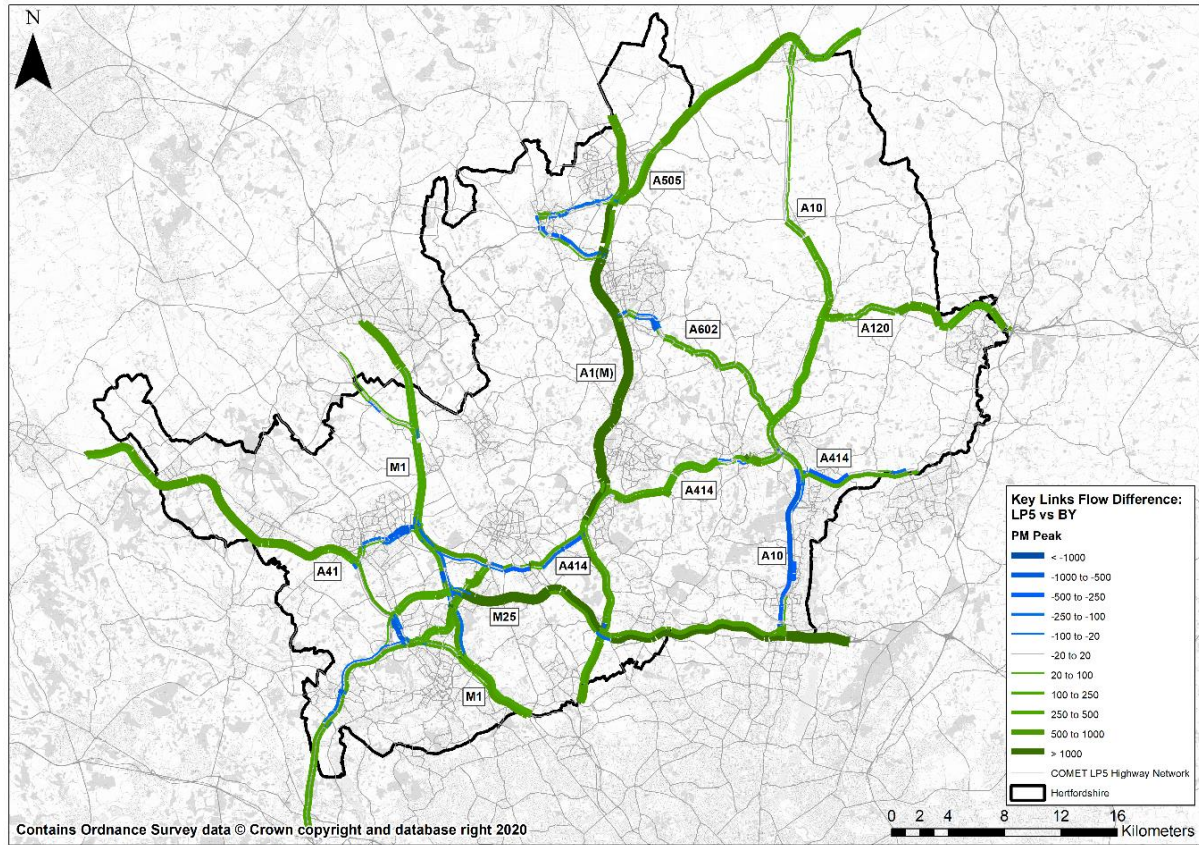 N
A505
A10
A602
A120
A1(M)
M1
A414
A414
A41
A414
A10
M25
M1
Key Links Flow Difference:
LP5 vs BY
PM Peak
< -1000
-1000 to -500
-500 to -250
-250 to -100
-100 to -20
-20 to 20
20 to 100
100 to 250
250 to 500
500 to 1000
> 1000
COMET LP5 Highway Network
Hertfordshire
Contains Ordnance Survey data © Crown copyright and database right 2020
0 2 4 8 12 16
Kilometers